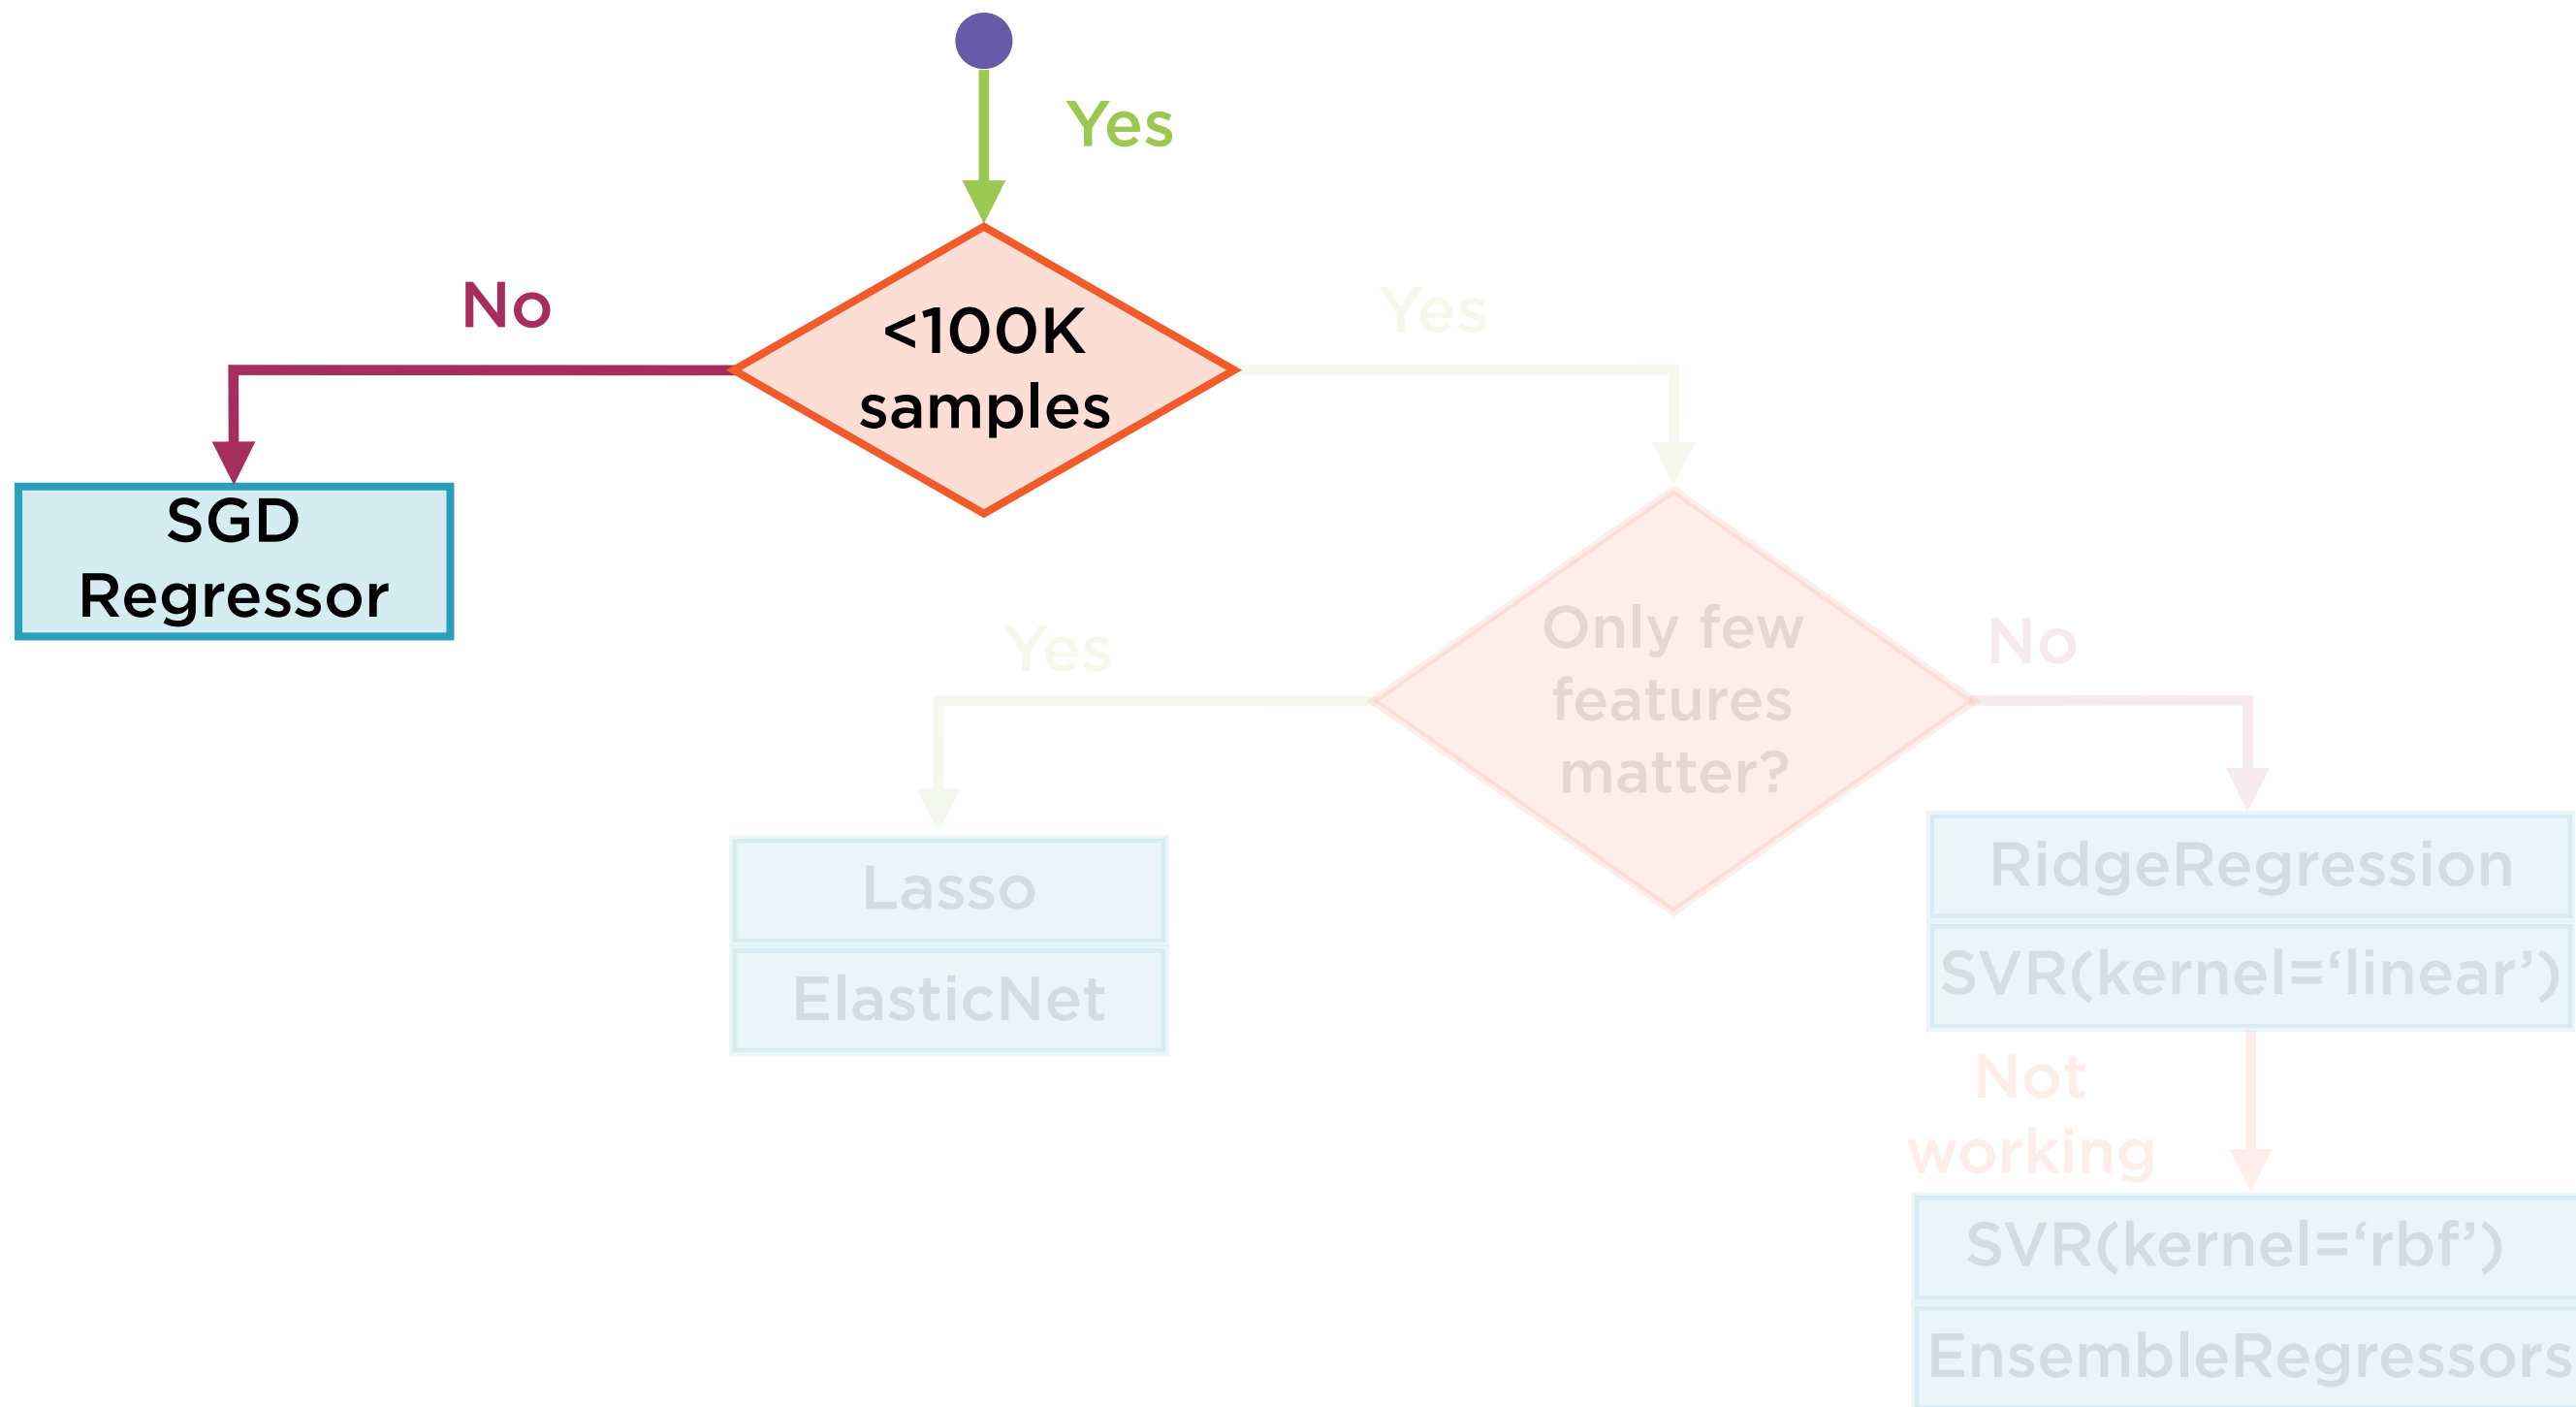 Yes
No
<100K
samples
Yes
SGD
Regressor
Only few
features
matter?
Yes
No
Lasso
ElasticNet
RidgeRegression
SVR(kernel=‘linear’)
Not
working
SVR(kernel=‘rbf’)
EnsembleRegressors